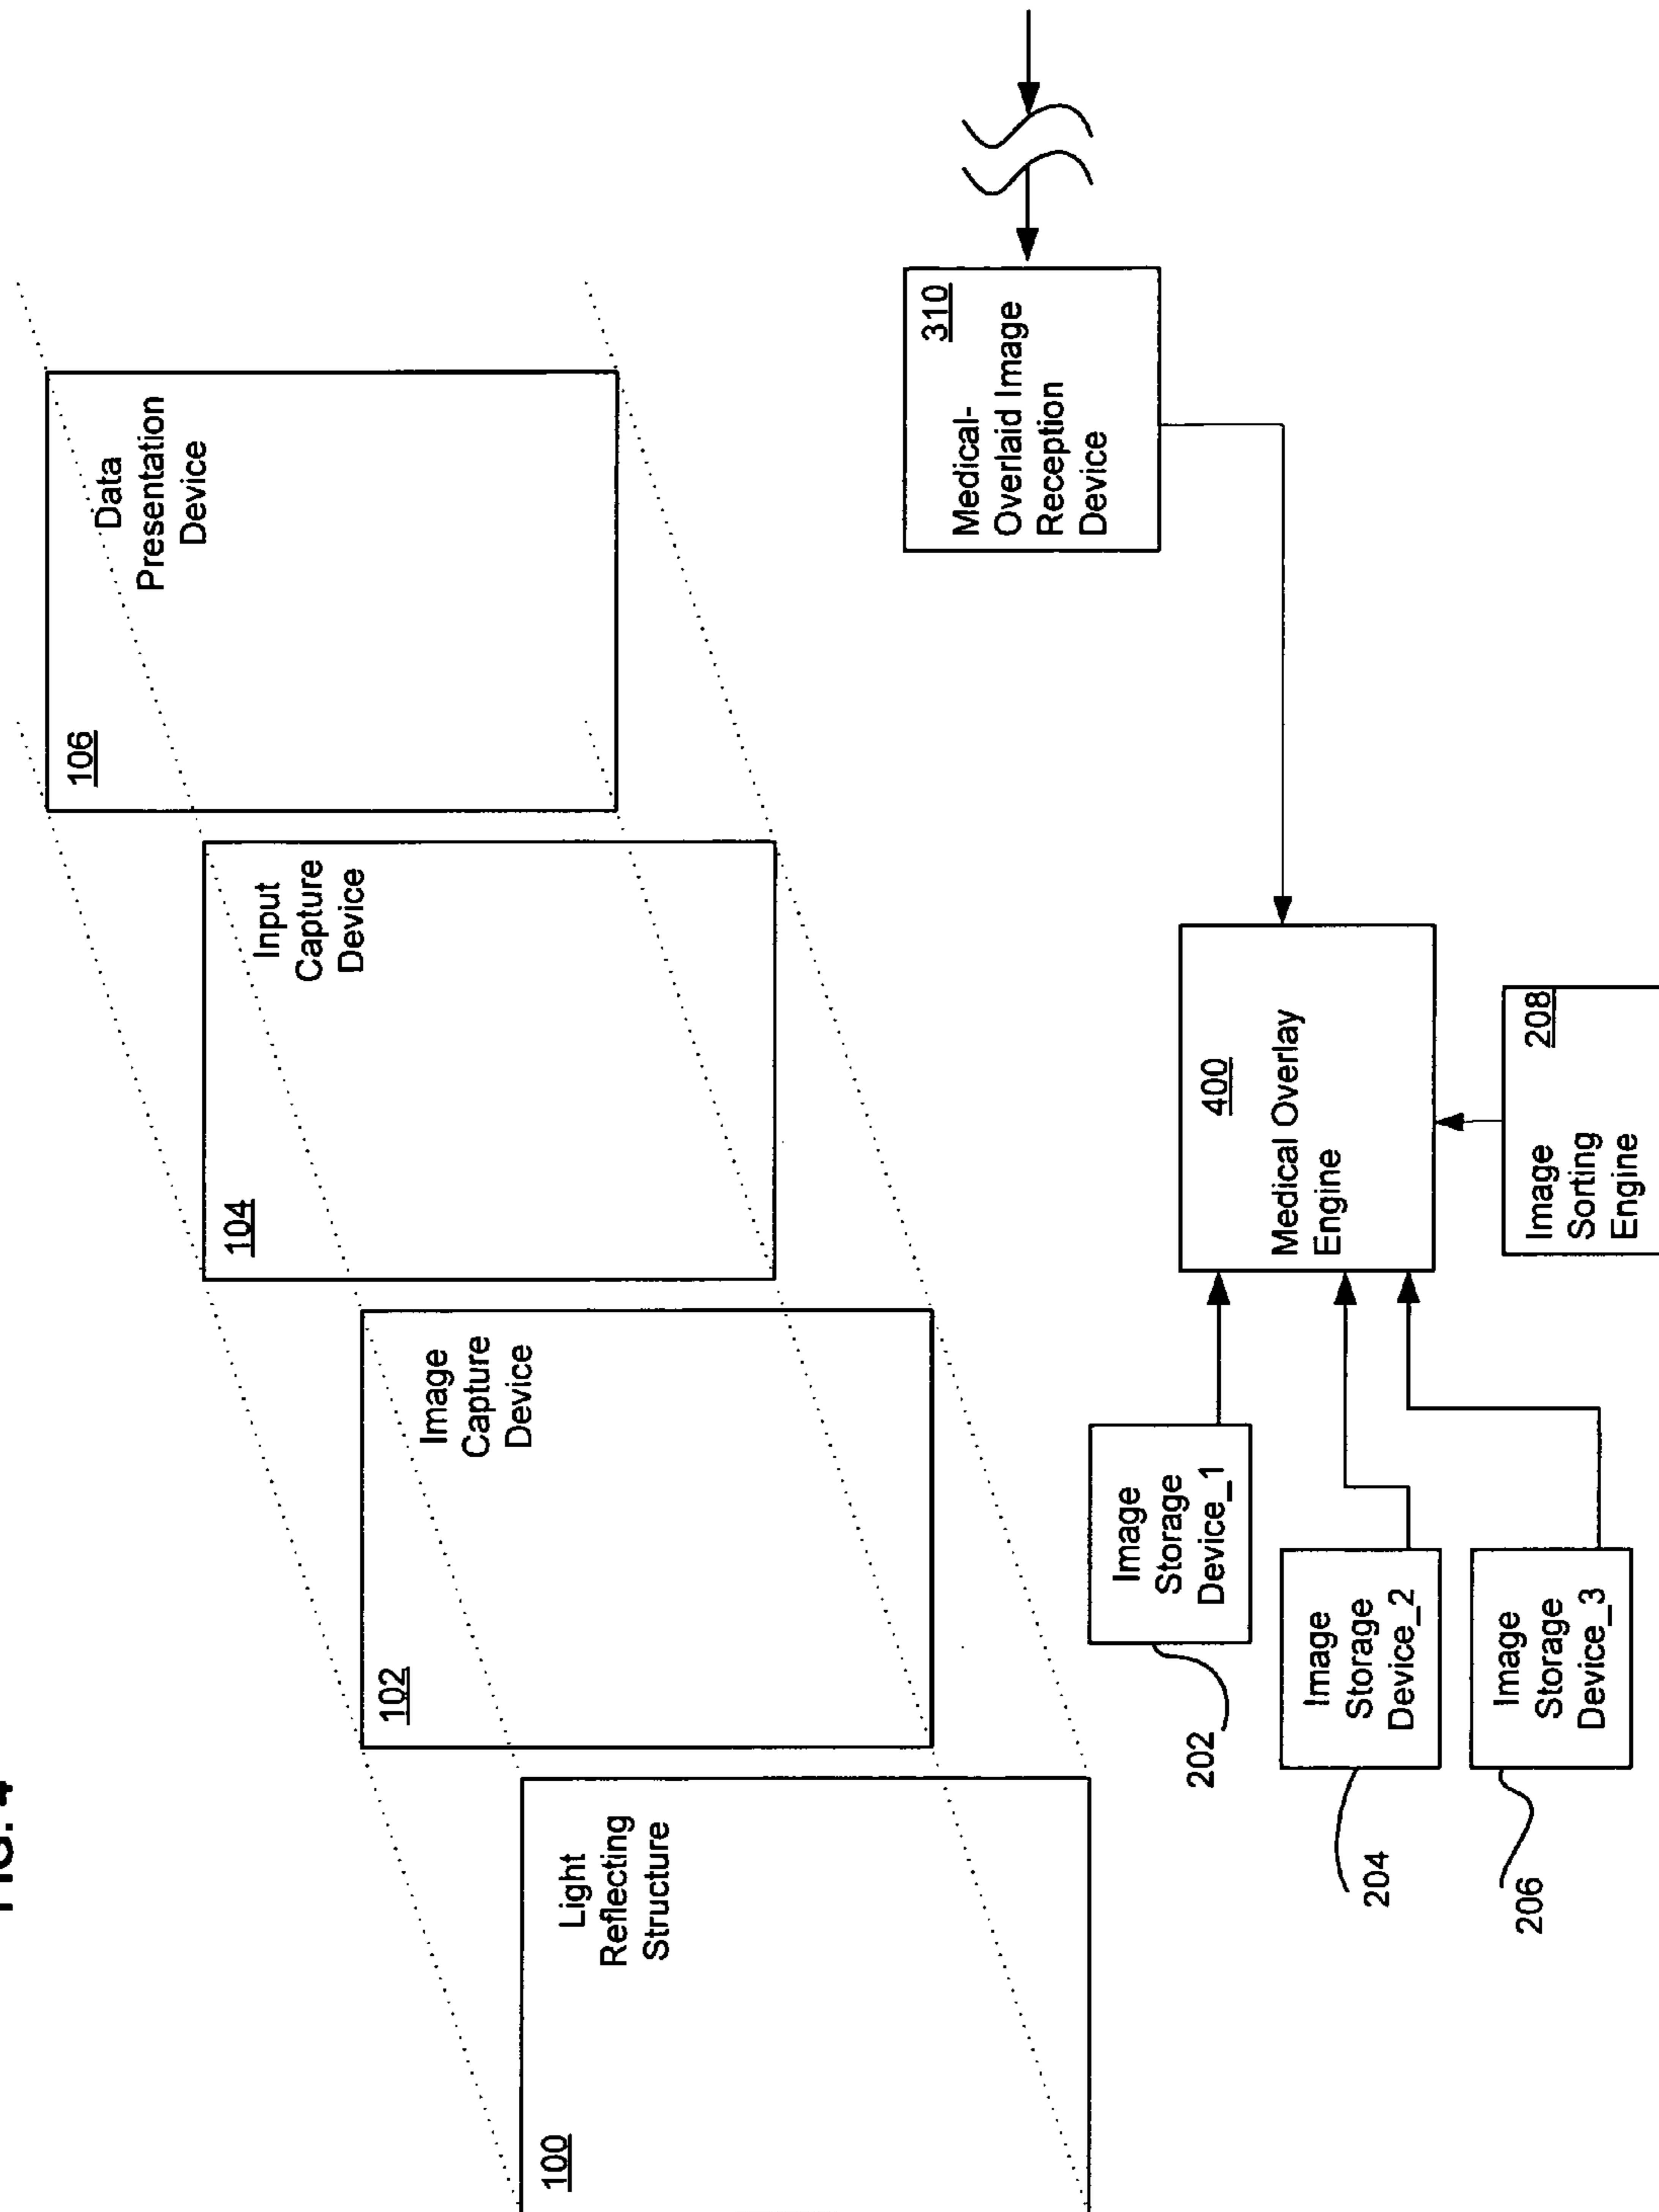 FIG. 4
106
Data
Presentation
Device
104
Input
Capture
Device
102
Image
Capture
Device
100
Light
Reflecting
Structure
310
Medical-
Overlaid Image
Reception
Device
400
Medical Overlay
Engine
202
Image
Storage
Device_1
204
Image
Storage
Device_2
206
Image
Storage
Device_3
208
Image
Sorting
Engine